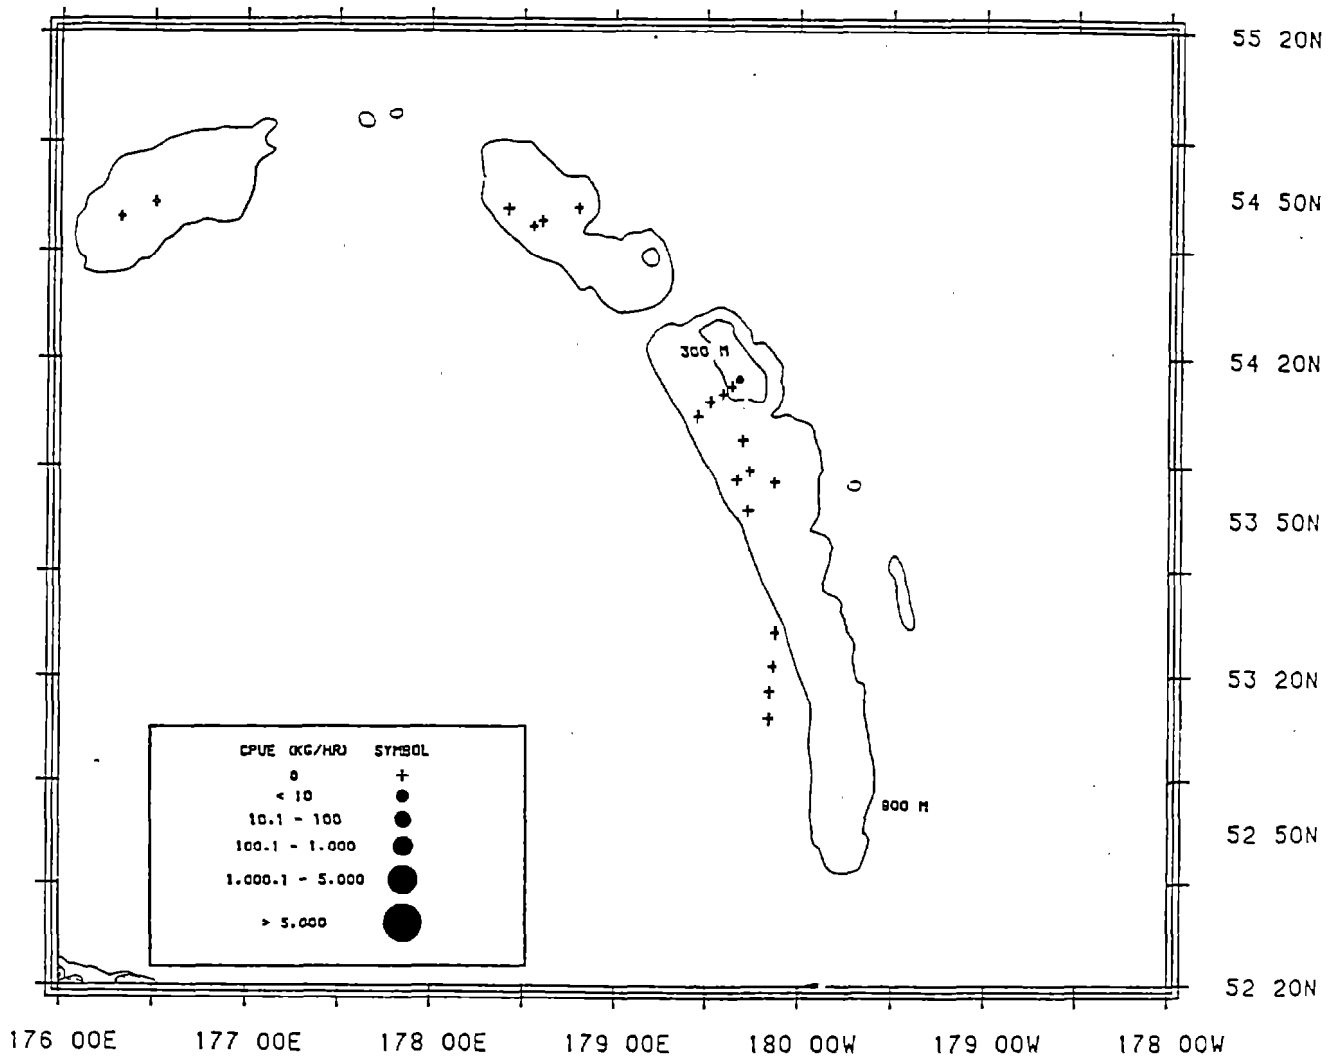 55 20N
54 50N
300 M
54 20N
53 50N
53 20N
CPUE (KG/HR) SYMBOL
0 +
< 10
10.1 - 100
100.1 - 1.000
1.000.1 - 5.000
> 5.000
800 M
52 50N
52 20N
176 00E 177 00E 178 00E 179 00E 180 00W 179 00W 178 00W